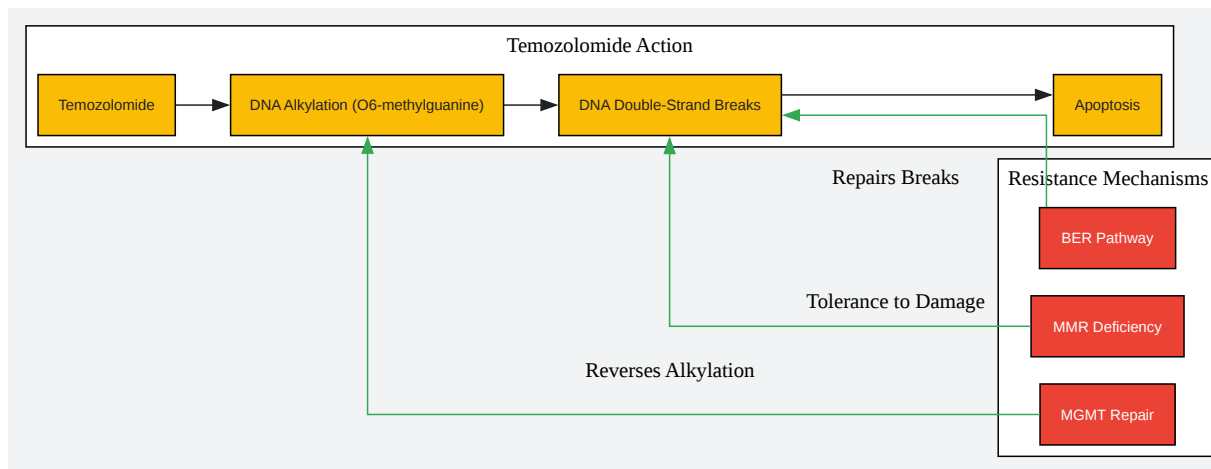 Temozolomide Action
Temozolomide
DNA Alkylation (O6-methylguanine)
DNA Double-Strand Breaks
Apoptosis
Repairs Breaks
Resistance Mechanisms
BER Pathway
Tolerance to Damage
MMR Deficiency
Reverses Alkylation
MGMT Repair